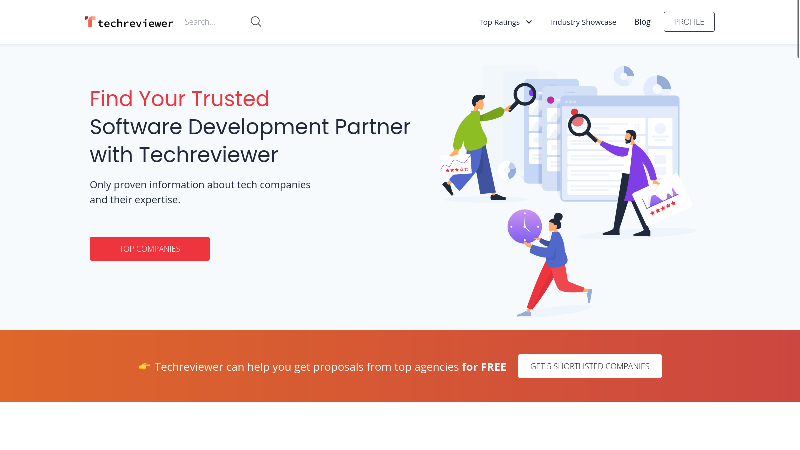 techreviewer
Search...
Top Ratings
Industry Showcase
Blog
PROFILE
Find Your Trusted
Software Development Partner
with Techreviewer
Only proven information about tech companies
and their expertise.
TOP COMPANIES
👉 Techreviewer can help you get proposals from top agencies for FREE
GET 5 SHORTLISTED COMPANIES